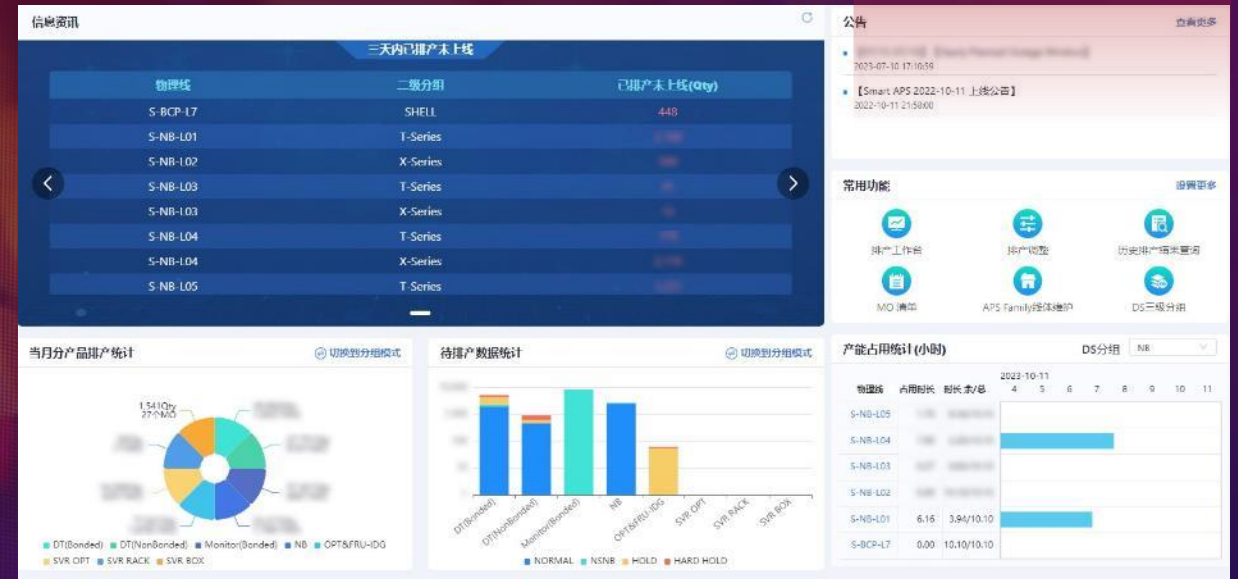 信息资讯
三天内已排产未上线
物理线 二级分组 已排产未上线(Qty)
S-BCP-L7 SHELL 448
S-NB-L01 T-Series
S-NB-L02 X-Series
S-NB-L03 T-Series
S-NB-L03 X-Series
S-NB-L04 T-Series
S-NB-L04 X-Series
S-NB-L05 T-Series
公告 查看更多
2023-07-10 17:10:59
【Smart APS 2022-10-11 上线公告】
2022-10-11 21:50:00
常用功能 设置更多
排产工作台 排产调整 历史排产结果查询
MO 清单 APS Family线体维护 DS三级分组
当月分产品排产统计 切换到分组模式
1,541Qty
27个MO
DT(Bonded) DT(NonBonded) Monitor(Bonded) NB OPT&FRU-IDG
SVR OPT SVR RACK SVR BOX
待排产数据统计 切换到分组模式
DT(Bonded) DT(NonBonded) Monitor(Bonded) NB OPT&FRU-IDG SVR OPT SVR RACK SVR BOX
NORMAL NSNB HOLD HARD HOLD
产能占用统计(小时) DS分组 NB
2023-10-11
物理线 占用时长 时长:余/总 4 5 6 7 8 9 10 11
S-NB-L05
S-NB-L04
S-NB-L03
S-NB-L02
S-NB-L01 6.16 3.94/10.10
S-BCP-L7 0.00 10.10/10.10